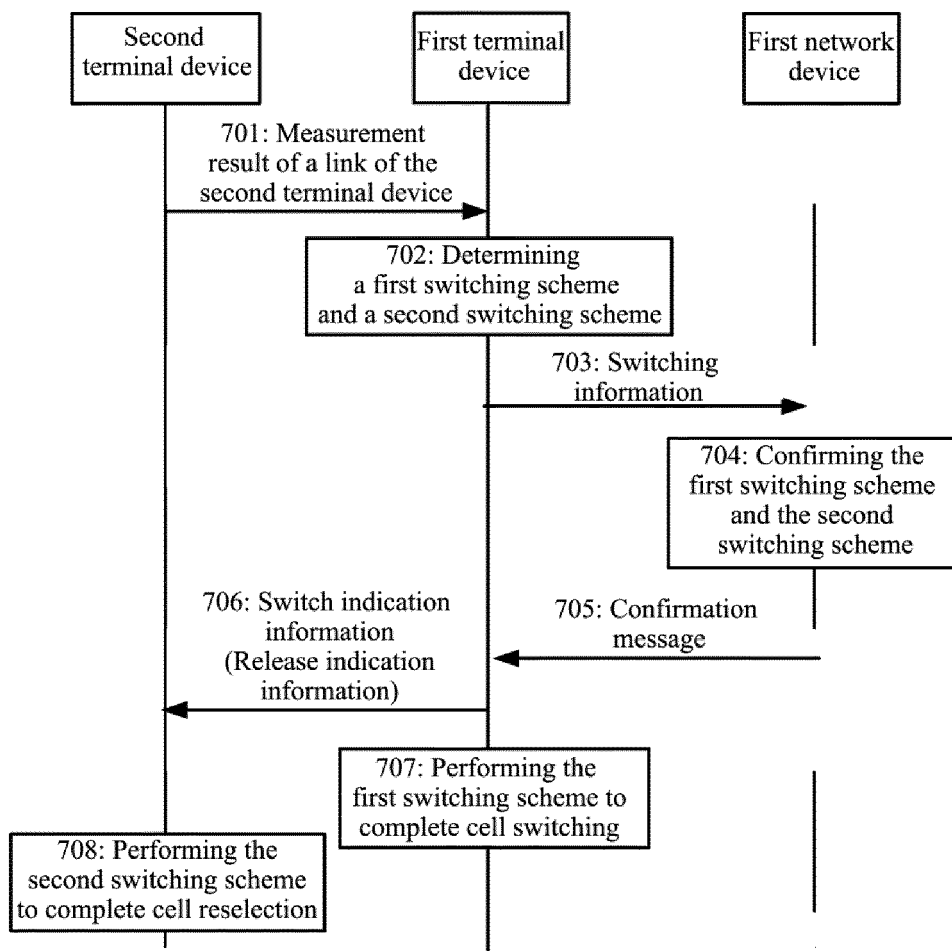 Second
terminal device
First terminal
device
First network
device
701: Measurement
result of a link of the
second terminal device
702: Determining
a first switching scheme
and a second switching scheme
703: Switching
information
704: Confirming the
first switching scheme
and the second
switching scheme
705: Confirmation
message
706: Switch indication
information
(Release indication
information)
707: Performing the
first switching scheme to
complete cell switching
708: Performing the
second switching scheme
to complete cell reselection